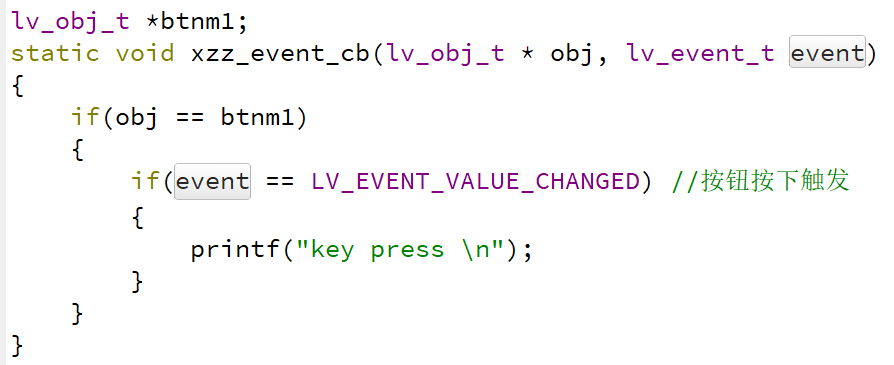 lv_obj_t *btnm1;
static void xzz_event_cb(lv_obj_t * obj, lv_event_t event)
{
    if(obj == btnm1)
    {
        if(event == LV_EVENT_VALUE_CHANGED) //按钮按下触发
        {
            printf("key press \n");
        }
    }
}